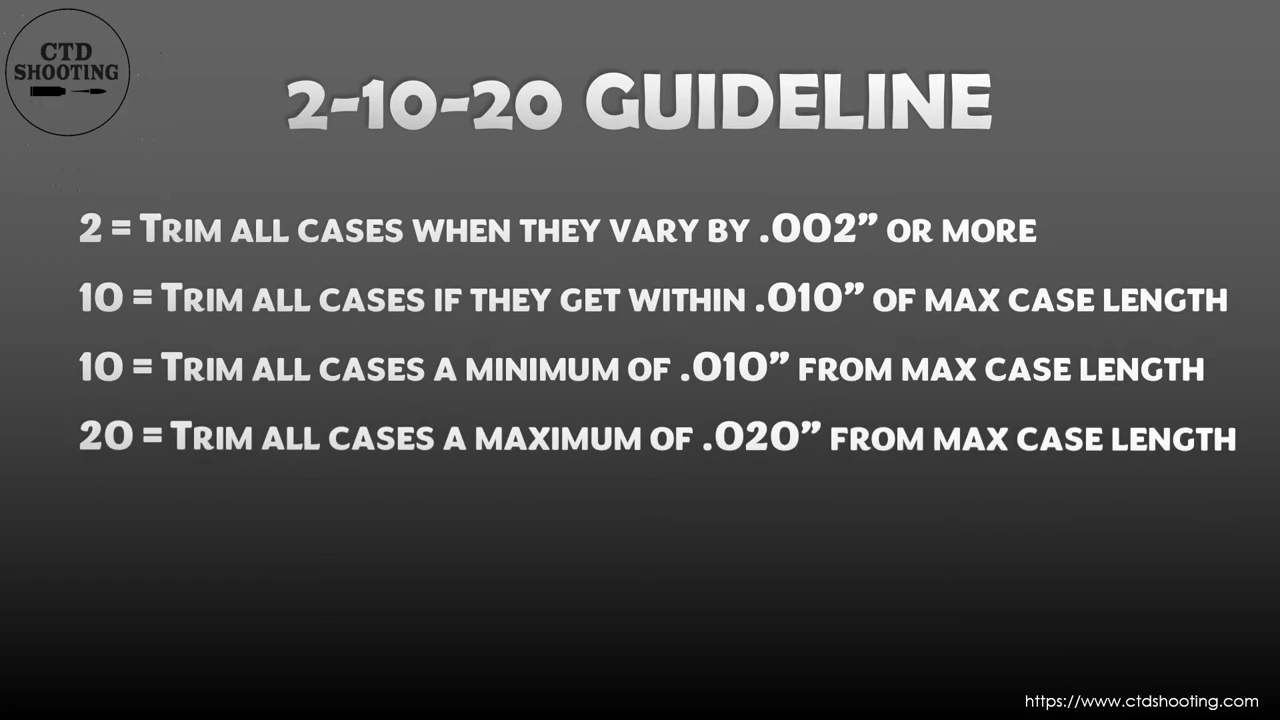 CTD
SHOOTING
2-10-20 GUIDELINE
2 = Trim all cases when they vary by .002” or more
10 = Trim all cases if they get within .010” of max case length
10 = Trim all cases a minimum of .010” from max case length
20 = Trim all cases a maximum of .020” from max case length
https://www.ctdshooting.com